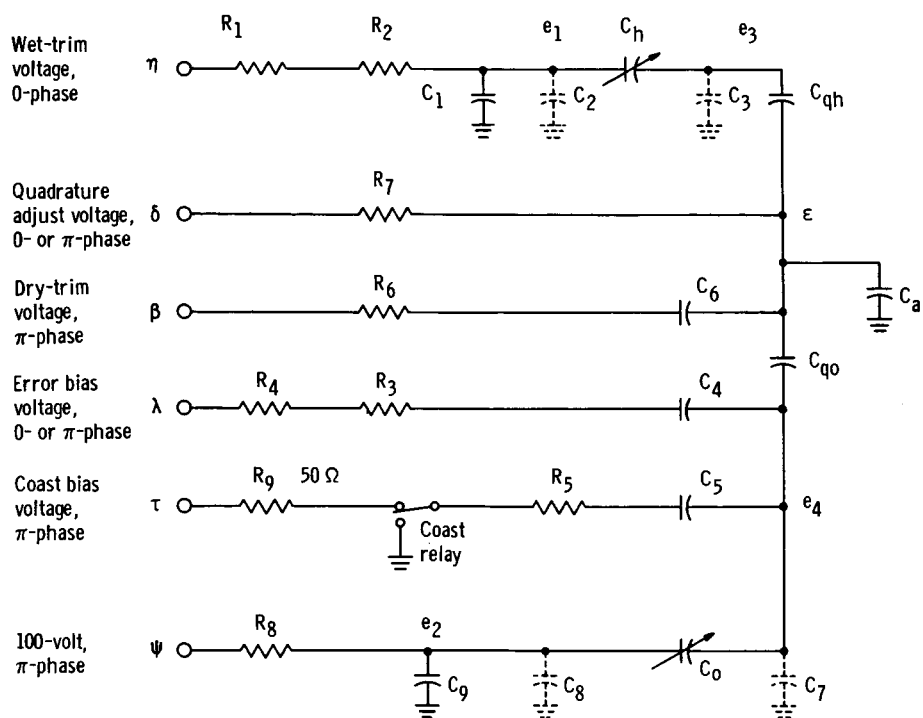 Wet-trim
voltage,
0-phase
η
R1
R2
e1
Ch
e3
C1
C2
C3
Cqh
Quadrature
adjust voltage,
0- or π-phase
δ
R7
ε
Dry-trim
voltage,
π-phase
β
R6
C6
Ca
Cqo
Error bias
voltage,
0- or π-phase
λ
R4
R3
C4
Coast bias
voltage,
π-phase
τ
R9
50 Ω
Coast
relay
R5
C5
e4
100-volt,
π-phase
ψ
R8
e2
C9
C8
Co
C7